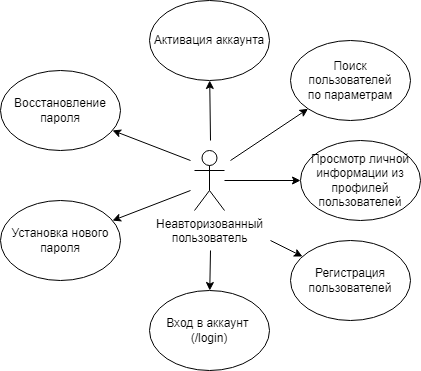 Активация аккаунта
Поиск
пользователей
по параметрам
Восстановление
пароля
Просмотр личной
информации из
профилей
пользователей
Неавторизованный
пользователь
Установка нового
пароля
Регистрация
пользователей
Вход в аккаунт
(/login)